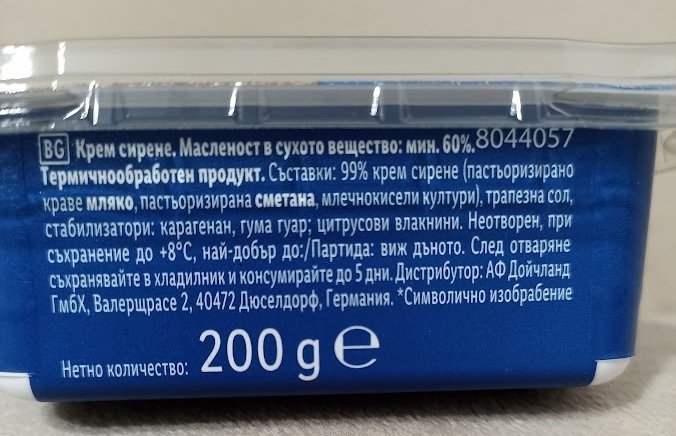 BG Крем сирене. Масленост в сухото вещество: мин. 60%. 8044057
Термичнообработен продукт. Съставки: 99% крем сирене (пастьоризирано
краве мляко, пастьоризирана сметана, млечнокисели култури), трапезна сол,
стабилизатори: карагенан, гума гуар; цитрусови влакнини. Неотворен, при
съхранение до +8°C, най-добър до:/Партида: виж дъното. След отваряне
съхранявайте в хладилник и консумирайте до 5 дни. Дистрибутор: АФ Дойчланд
ГмбХ, Валерщрасе 2, 40472 Дюселдорф, Германия. *Символично изобрабение
Нетно количество: 200 g ℮